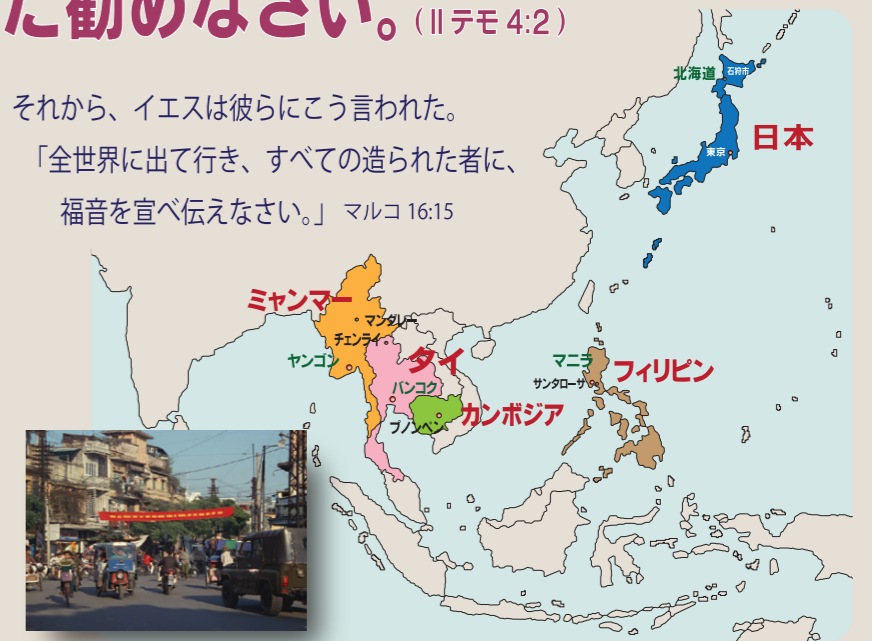 た勧めなさい。(Ⅱテモ 4:2)
それから、イエスは彼らにこう言われた。
「全世界に出て行き、すべての造られた者に、
福音を宣べ伝えなさい。」 マルコ 16:15
北海道
石狩市
日本
東京
ミャンマー
マンダレー
チェンライ
ヤンゴン
タイ
バンコク
カンボジア
プノンペン
マニラ
サンタローサ
フィリピン